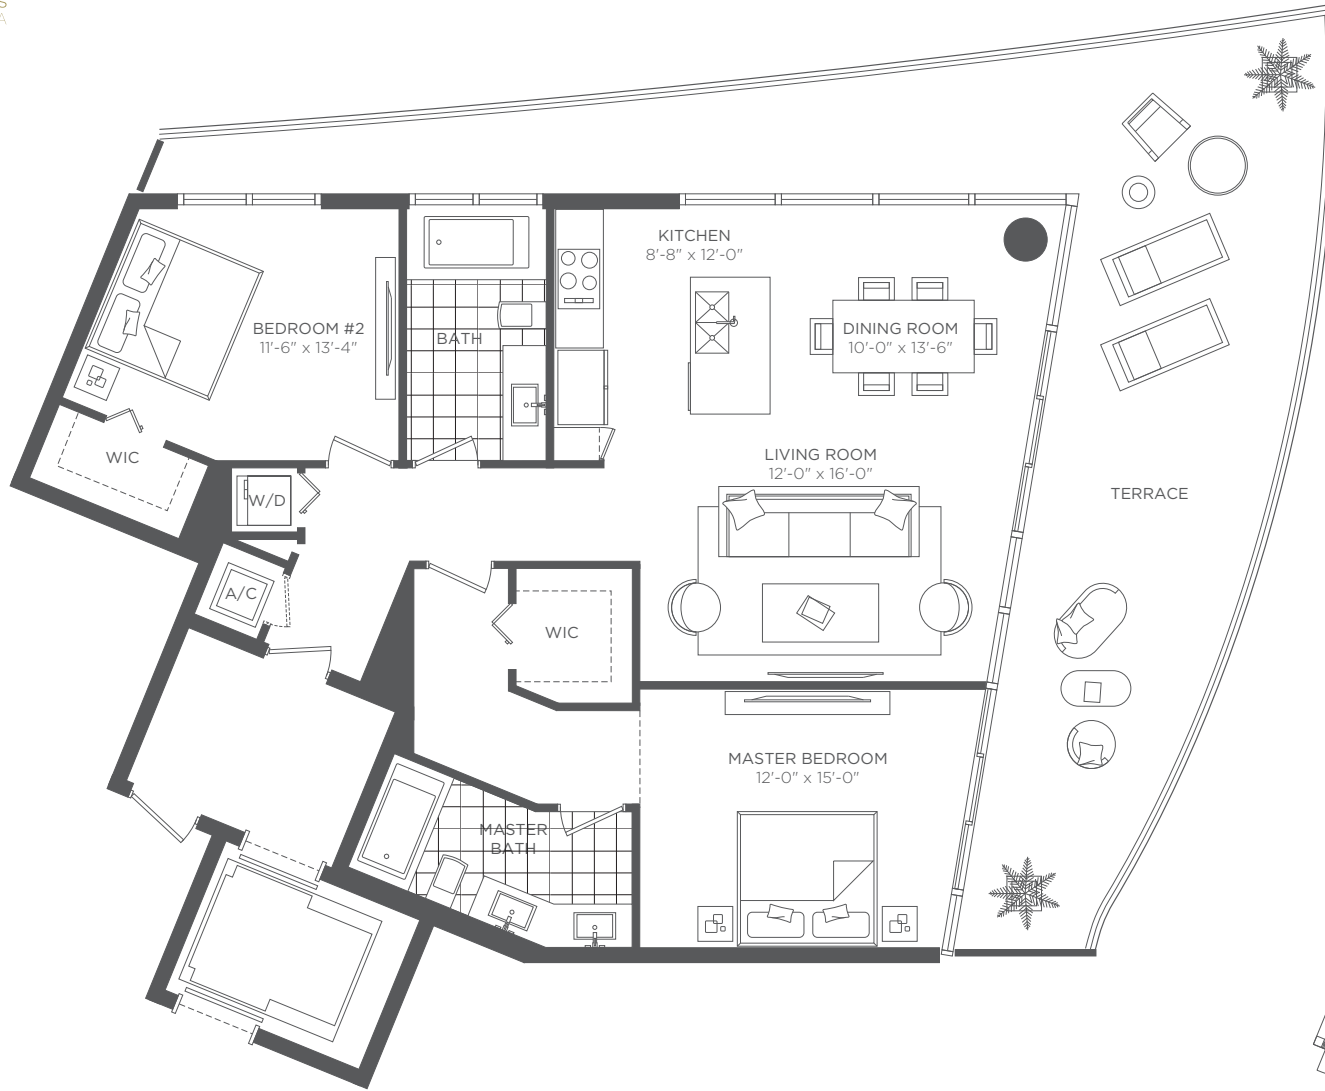 KITCHEN
8'-8" x 12'-0"
BEDROOM #2
11'-6" x 13'-4"
BATH
DINING ROOM
10'-0" x 13'-6"
WIC
LIVING ROOM
12'-0" x 16'-0"
W/D
TERRACE
A/C
WIC
MASTER BEDROOM
12'-0" x 15'-0"
MASTER
BATH